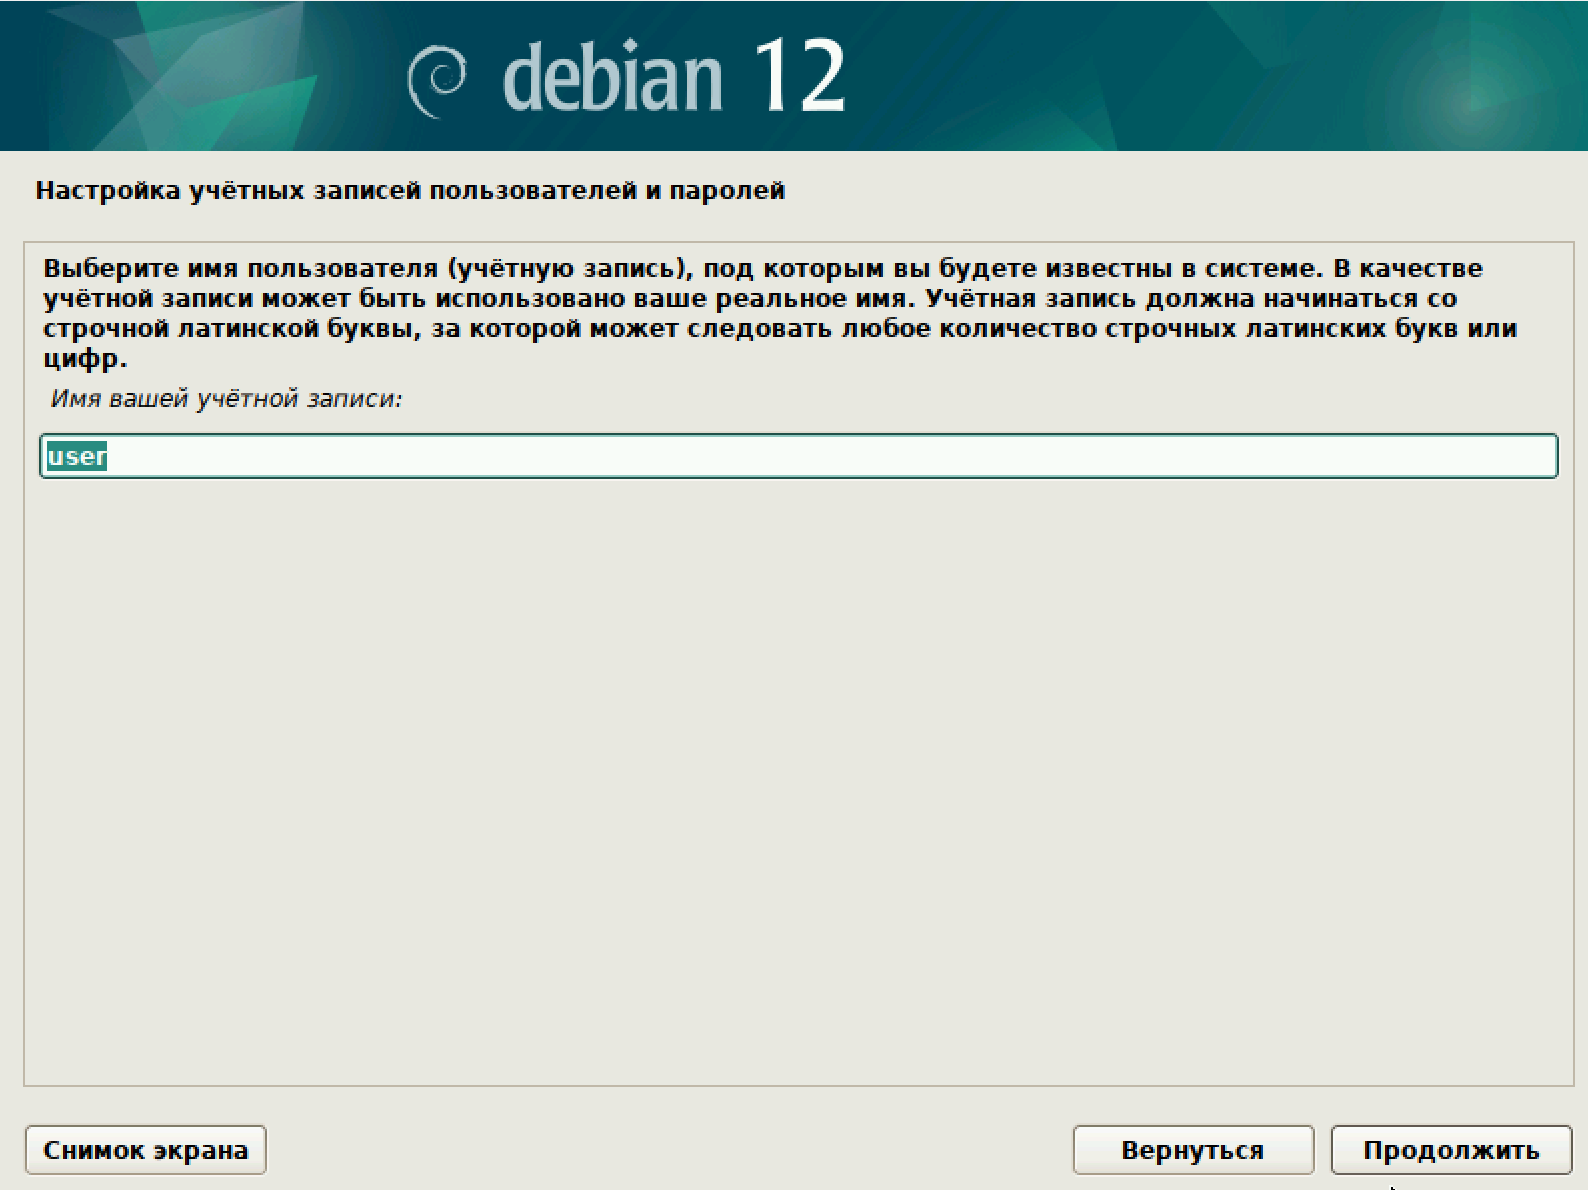 debian 12
Настройка учётных записей пользователей и паролей
Выберите имя пользователя (учётную запись), под которым вы будете известны в системе. В качестве
учётной записи может быть использовано ваше реальное имя. Учётная запись должна начинаться со
строчной латинской буквы, за которой может следовать любое количество строчных латинских букв или
цифр.
Имя вашей учётной записи:
user
Снимок экрана
Вернуться
Продолжить